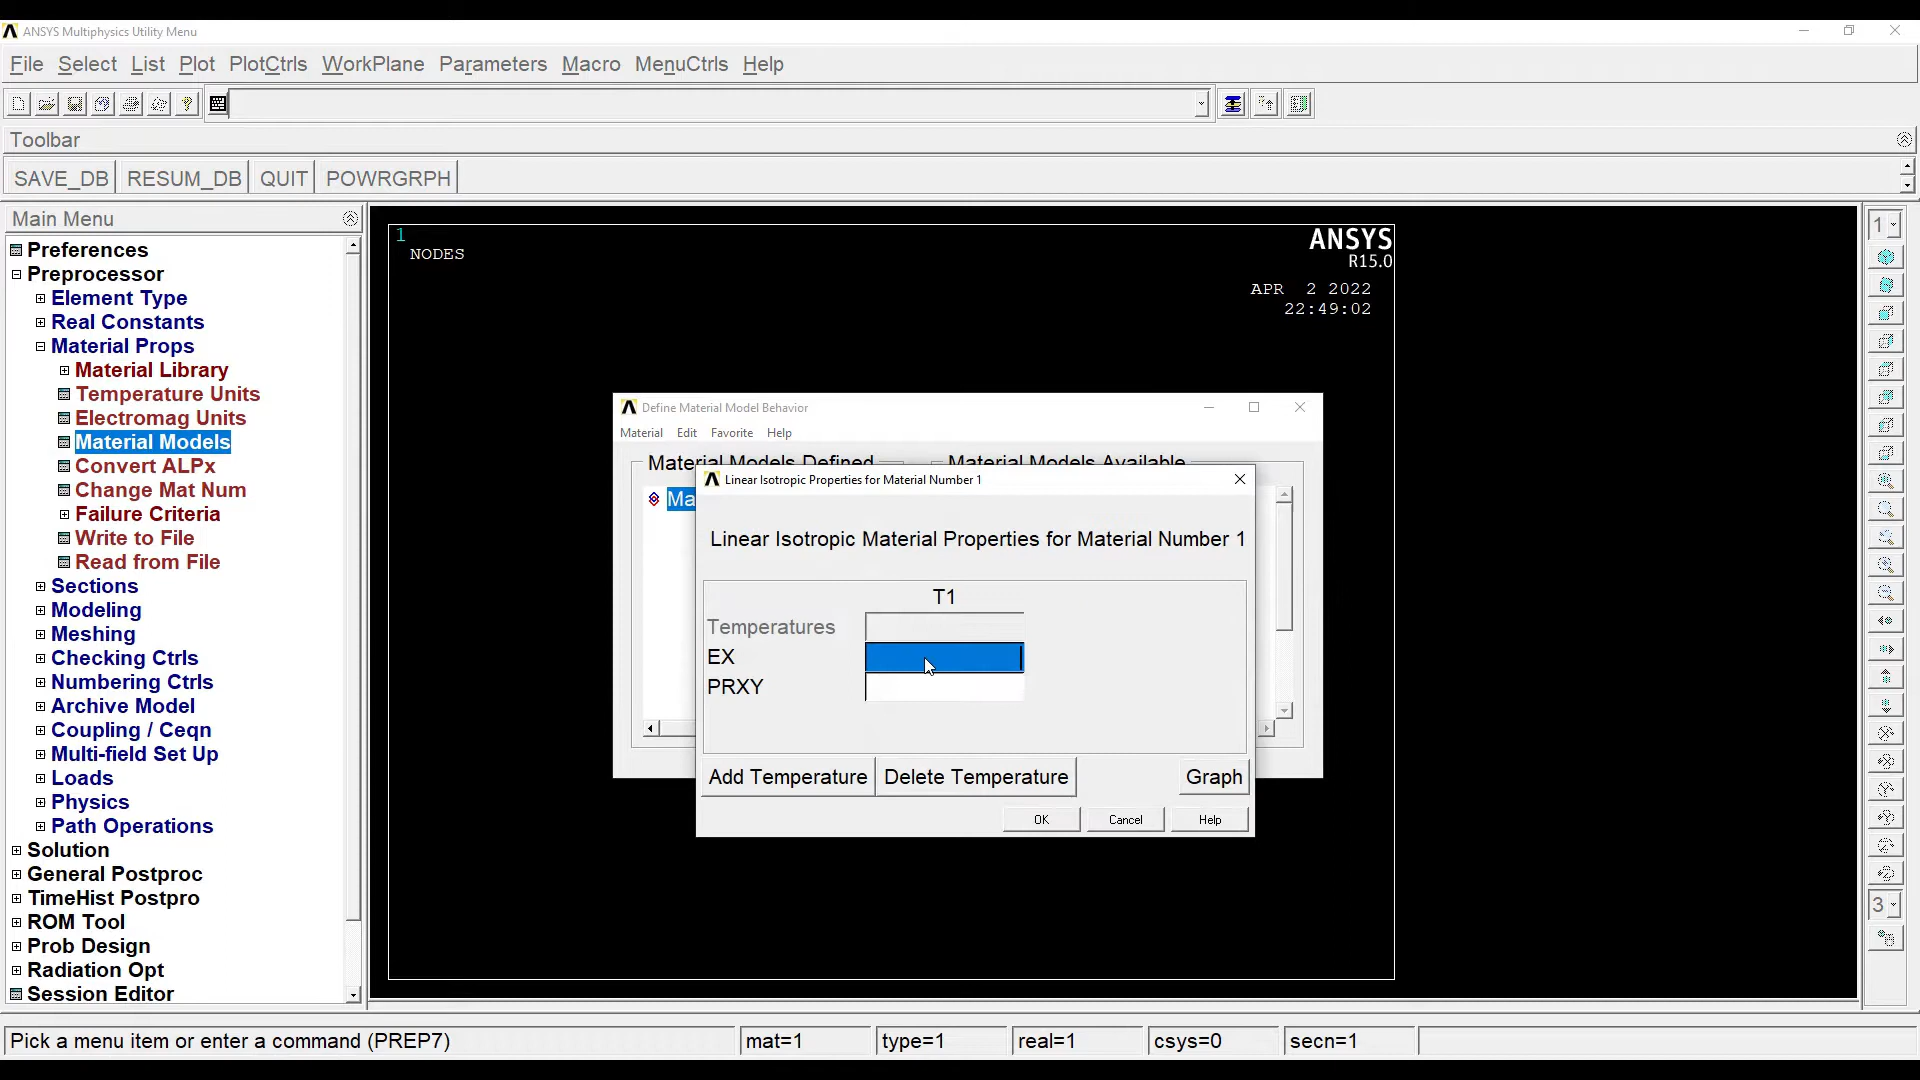 ANSYS Multiphysics Utility Menu
File Select List Plot PlotCtrls WorkPlane Parameters Macro MenuCtrls Help
Toolbar
SAVE_DB RESUM_DB QUIT POWRGRPH
Main Menu
Preferences
Preprocessor
Element Type
Real Constants
Material Props
Material Library
Temperature Units
Electromag Units
Material Models
Convert ALPx
Change Mat Num
Failure Criteria
Write to File
Read from File
Sections
Modeling
Meshing
Checking Ctrls
Numbering Ctrls
Archive Model
Coupling / Ceqn
Multi-field Set Up
Loads
Physics
Path Operations
Solution
General Postproc
TimeHist Postpro
ROM Tool
Prob Design
Radiation Opt
Session Editor
1
NODES
ANSYS
R15.0
APR 2 2022
22:49:02
Define Material Model Behavior
Material Edit Favorite Help
Material Models Defined Material Models Available
Ma
Linear Isotropic Properties for Material Number 1
Linear Isotropic Material Properties for Material Number 1
T1
Temperatures
EX
PRXY
Add Temperature Delete Temperature Graph
OK Cancel Help
1
3
Pick a menu item or enter a command (PREP7) mat=1 type=1 real=1 csys=0 secn=1